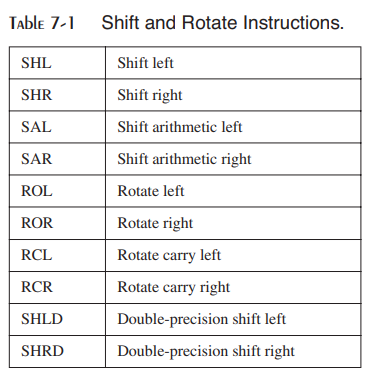 Table 7-1 Shift and Rotate Instructions.
SHL Shift left
SHR Shift right
SAL Shift arithmetic left
SAR Shift arithmetic right
ROL Rotate left
ROR Rotate right
RCL Rotate carry left
RCR Rotate carry right
SHLD Double-precision shift left
SHRD Double-precision shift right